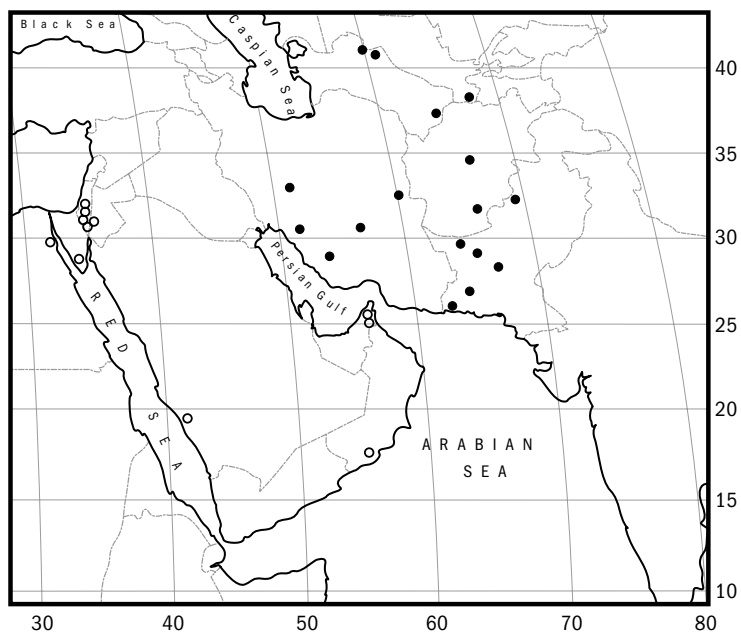 Black Sea
Caspian Sea
40
35
30
Persian Gulf
RED SEA
25
20
ARABIAN
SEA
15
10
30 40 50 60 70 80